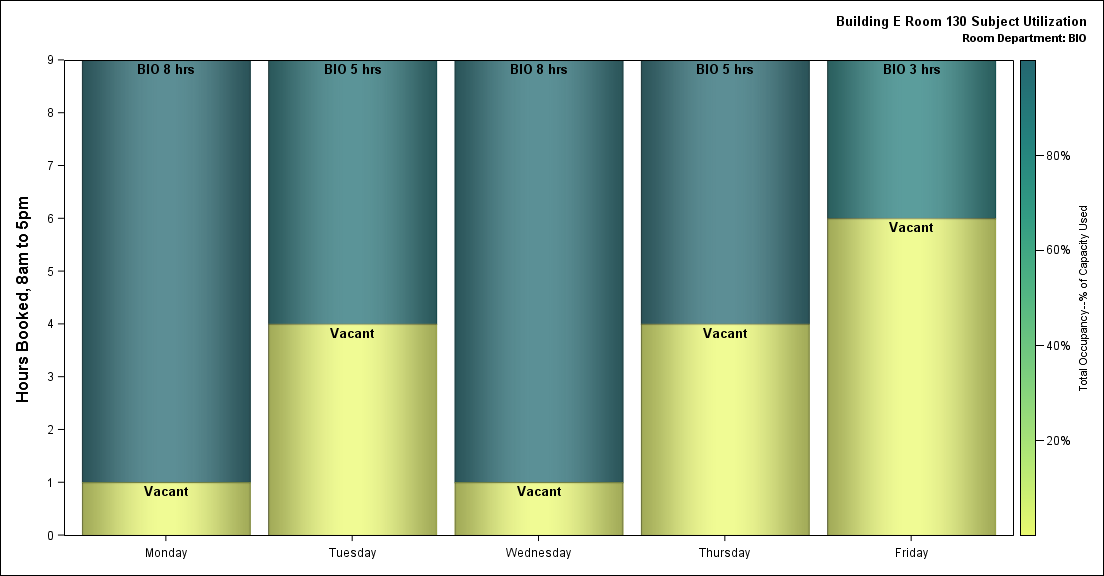 Building E Room 130 Subject Utilization
Room Department: BIO
Hours Booked, 8am to 5pm
9
8
7
6
5
4
3
2
1
0
BIO 8 hrs
Vacant
BIO 5 hrs
Vacant
BIO 8 hrs
Vacant
BIO 5 hrs
Vacant
BIO 3 hrs
Vacant
Monday
Tuesday
Wednesday
Thursday
Friday
80%
60%
40%
20%
Total Occupancy--% of Capacity Used